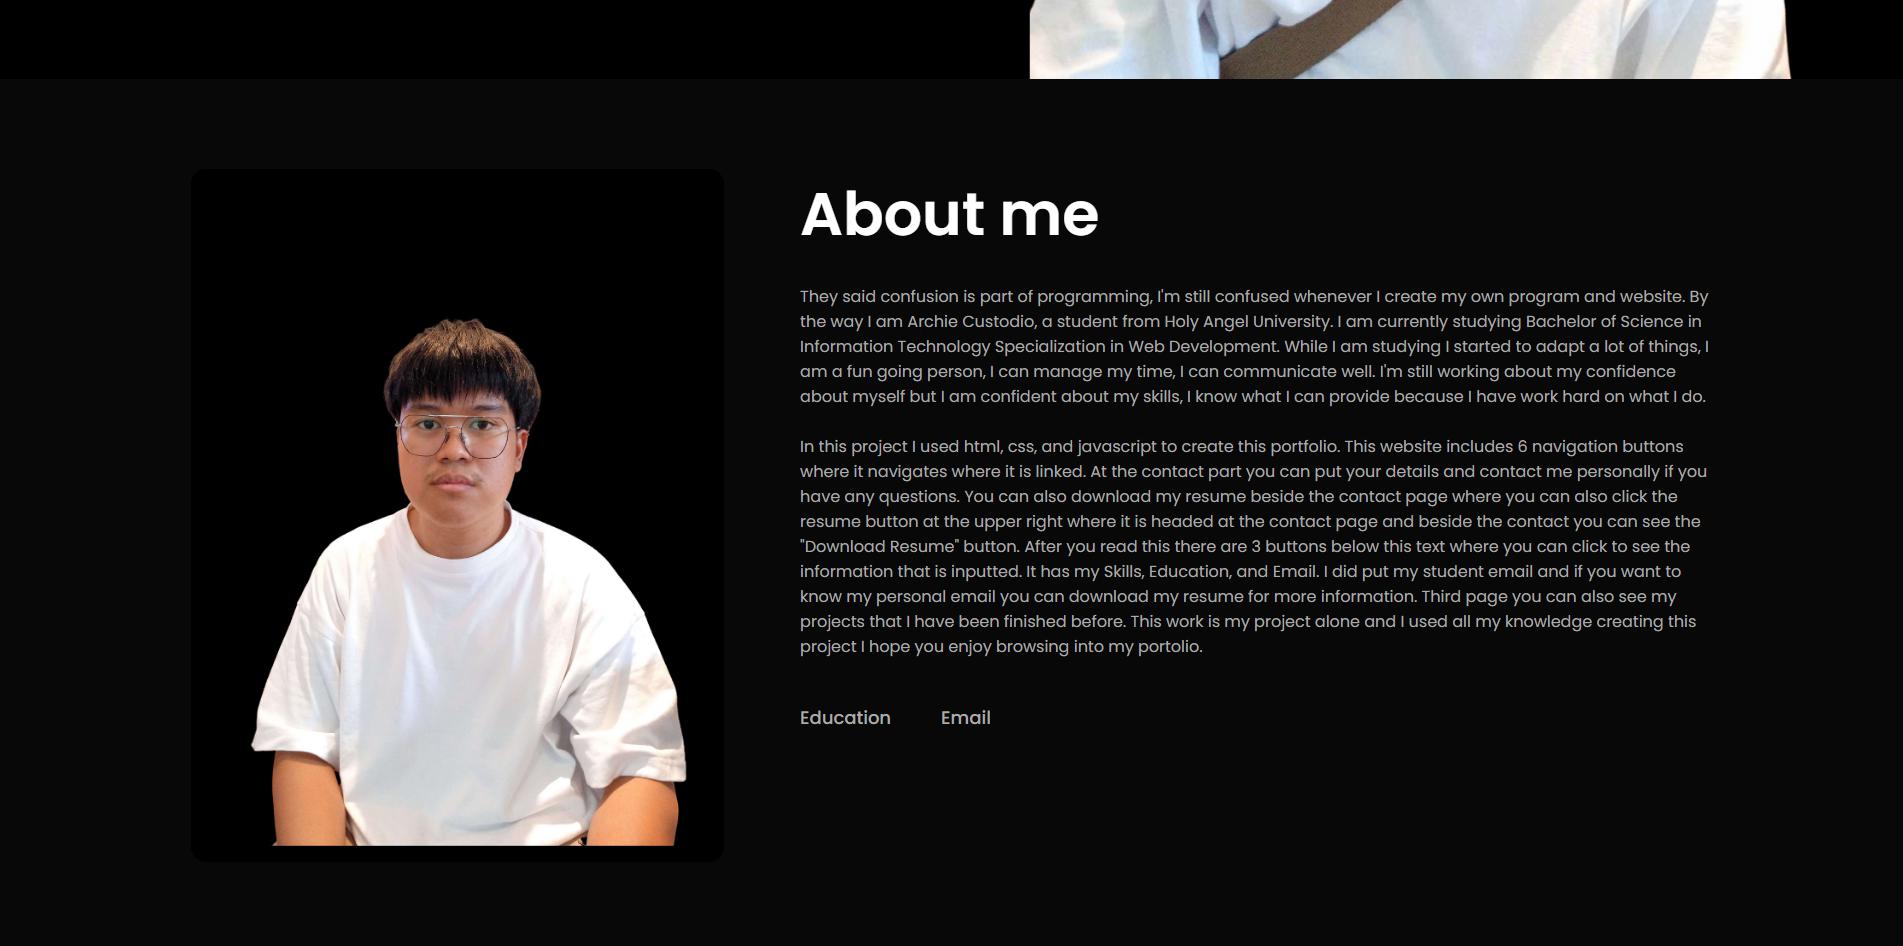 About me
They said confusion is part of programming, I'm still confused whenever I create my own program and website. By
the way I am Archie Custodio, a student from Holy Angel University. I am currently studying Bachelor of Science in
Information Technology Specialization in Web Development. While I am studying I started to adapt a lot of things, I
am a fun going person, I can manage my time, I can communicate well. I'm still working about my confidence
about myself but I am confident about my skills, I know what I can provide because I have work hard on what I do.
In this project I used html, css, and javascript to create this portfolio. This website includes 6 navigation buttons
where it navigates where it is linked. At the contact part you can put your details and contact me personally if you
have any questions. You can also download my resume beside the contact page where you can also click the
resume button at the upper right where it is headed at the contact page and beside the contact you can see the
"Download Resume" button. After you read this there are 3 buttons below this text where you can click to see the
information that is inputted. It has my Skills, Education, and Email. I did put my student email and if you want to
know my personal email you can download my resume for more information. Third page you can also see my
projects that I have been finished before. This work is my project alone and I used all my knowledge creating this
project I hope you enjoy browsing into my portolio.
Education Email